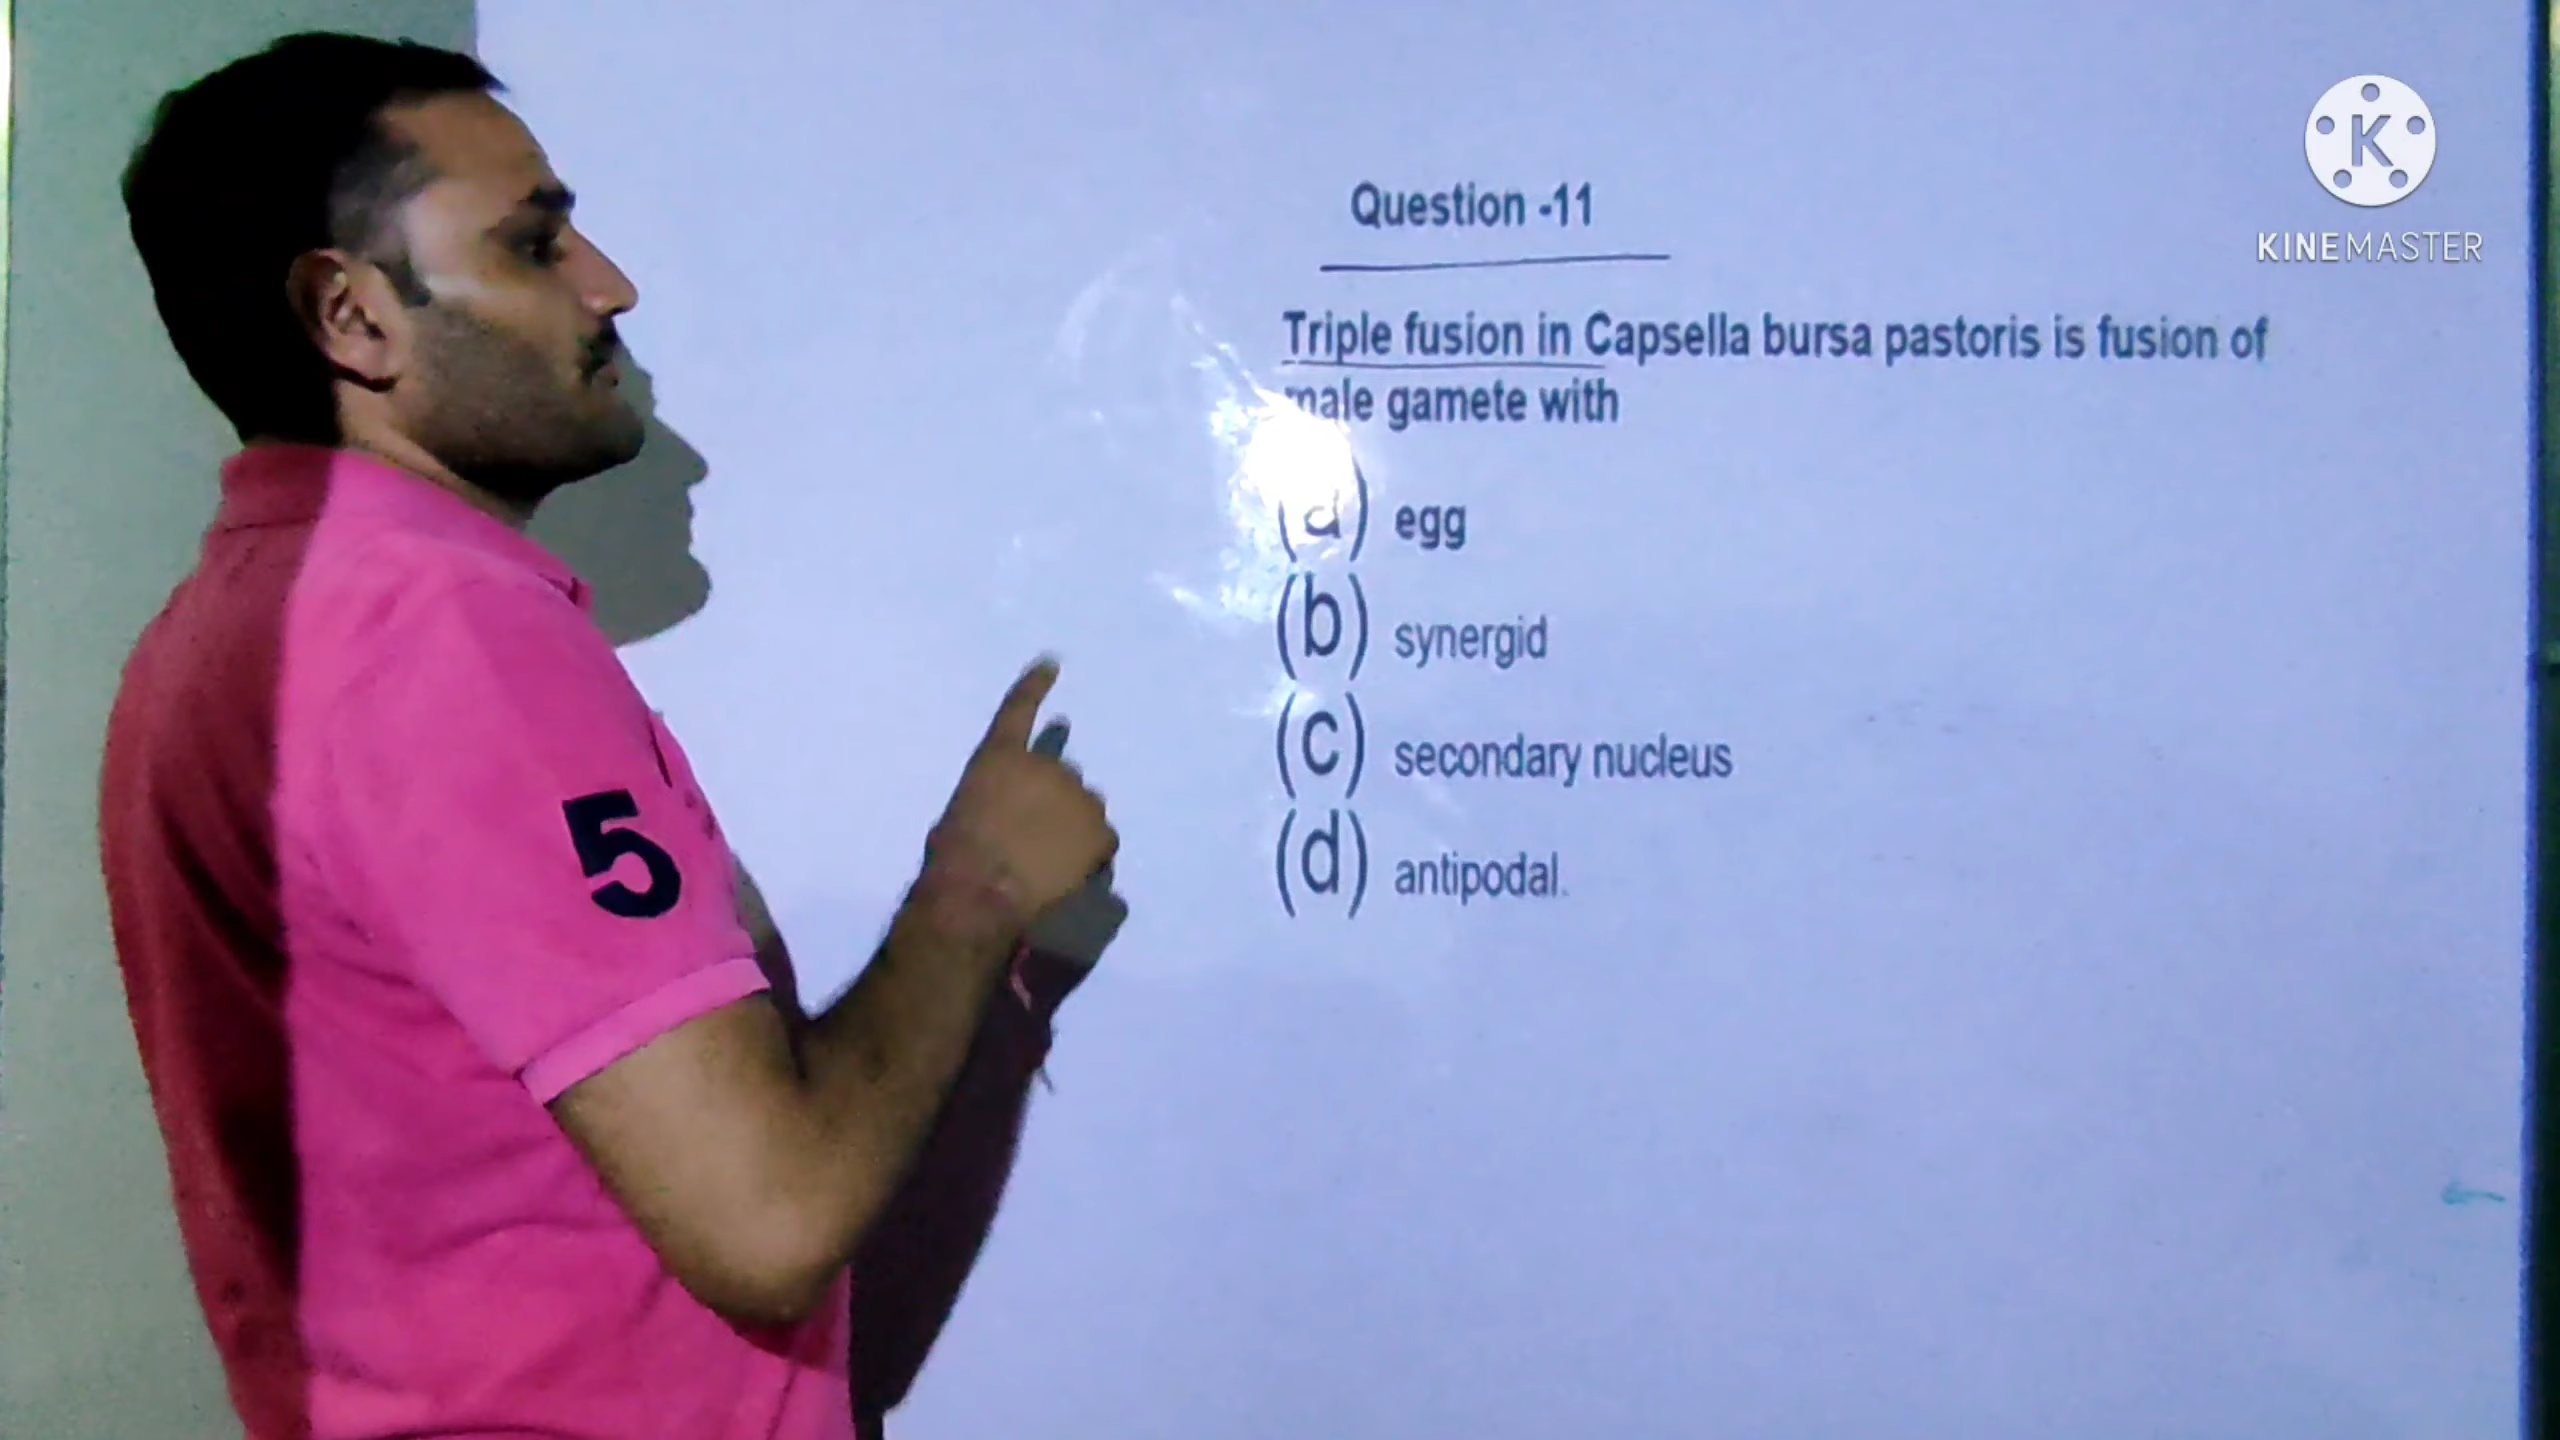 Question -11
Triple fusion in Capsella bursa pastoris is fusion of
male gamete with
(a) egg
(b) synergid
(c) secondary nucleus
(d) antipodal.
5
K
KINEMASTER